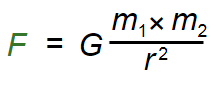 F = G m₁ × m₂ / r²